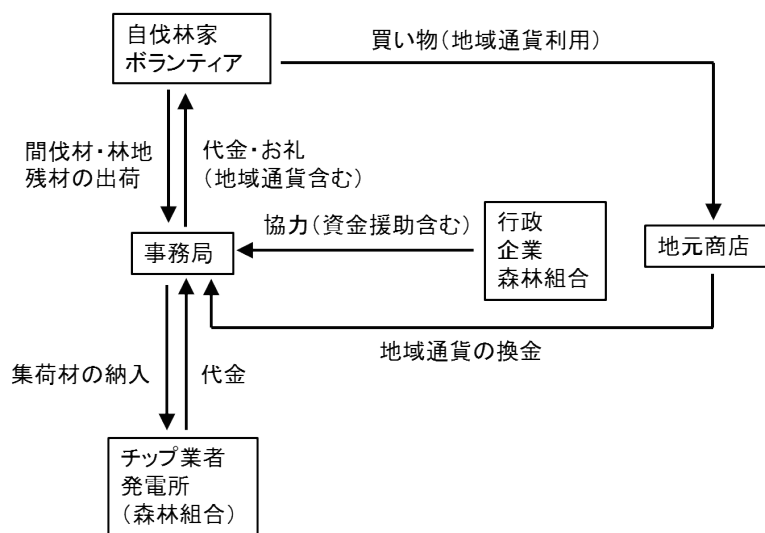 自伐林家
ボランティア
買い物(地域通貨利用)
間伐材・林地
残材の出荷
代金・お礼
(地域通貨含む)
協力(資金援助含む)
行政
企業
森林組合
事務局
地元商店
地域通貨の換金
集荷材の納入
代金
チップ業者
発電所
(森林組合)